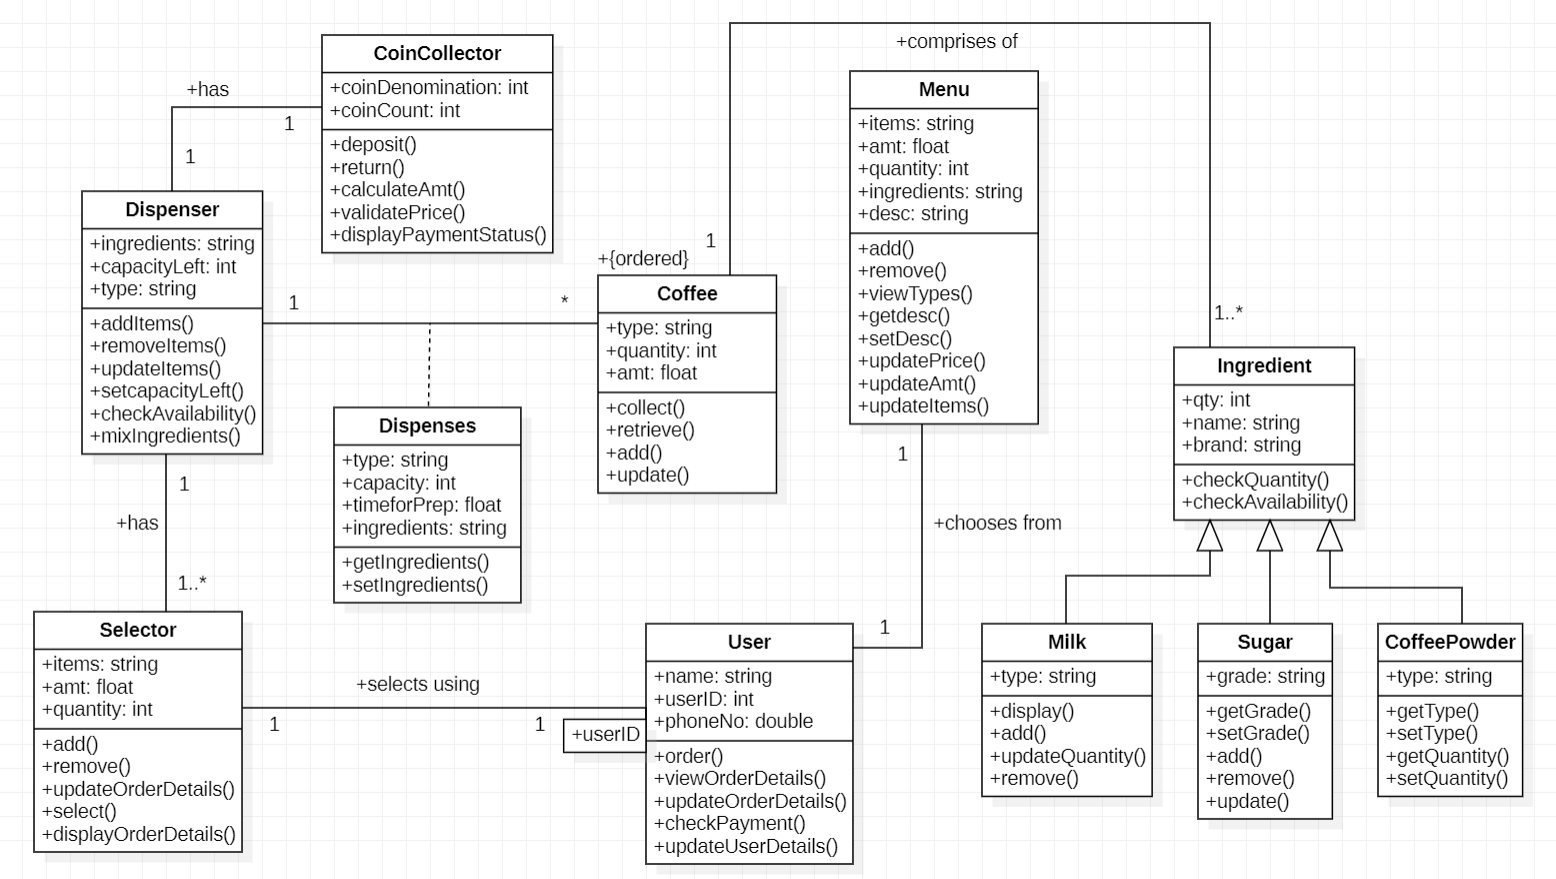 +comprises of
CoinCollector
+coinDenomination: int
+coinCount: int
+deposit()
+return()
+calculateAmt()
+validatePrice()
+displayPaymentStatus()
+has
1
1
Menu
+items: string
+amt: float
+quantity: int
+ingredients: string
+desc: string
+add()
+remove()
+viewTypes()
+getdesc()
+setDesc()
+updatePrice()
+updateAmt()
+updateItems()
Dispenser
+ingredients: string
+capacityLeft: int
+type: string
+addItems()
+removeItems()
+updateItems()
+setcapacityLeft()
+checkAvailability()
+mixIngredients()
1
*
+{ordered}
1
Coffee
+type: string
+quantity: int
+amt: float
+collect()
+retrieve()
+add()
+update()
1..*
Ingredient
+qty: int
+name: string
+brand: string
+checkQuantity()
+checkAvailability()
Dispenses
+type: string
+capacity: int
+timeforPrep: float
+ingredients: string
+getIngredients()
+setIngredients()
1
+has
1..*
1
+chooses from
1
Selector
+items: string
+amt: float
+quantity: int
+add()
+remove()
+updateOrderDetails()
+select()
+displayOrderDetails()
+selects using
1
1
+userID
User
+name: string
+userID: int
+phoneNo: double
+order()
+viewOrderDetails()
+updateOrderDetails()
+checkPayment()
+updateUserDetails()
Milk
+type: string
+display()
+add()
+updateQuantity()
+remove()
Sugar
+grade: string
+getGrade()
+setGrade()
+add()
+remove()
+update()
CoffeePowder
+type: string
+getType()
+setType()
+getQuantity()
+setQuantity()